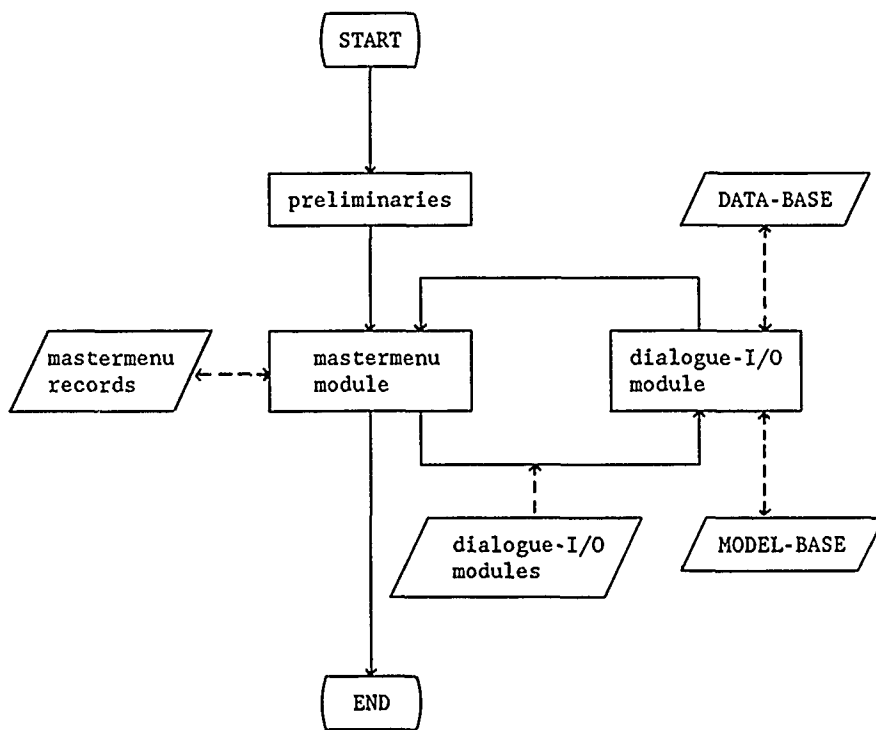 START
preliminaries
DATA-BASE
mastermenu
records
mastermenu
module
dialogue-I/O
module
dialogue-I/O
modules
MODEL-BASE
END